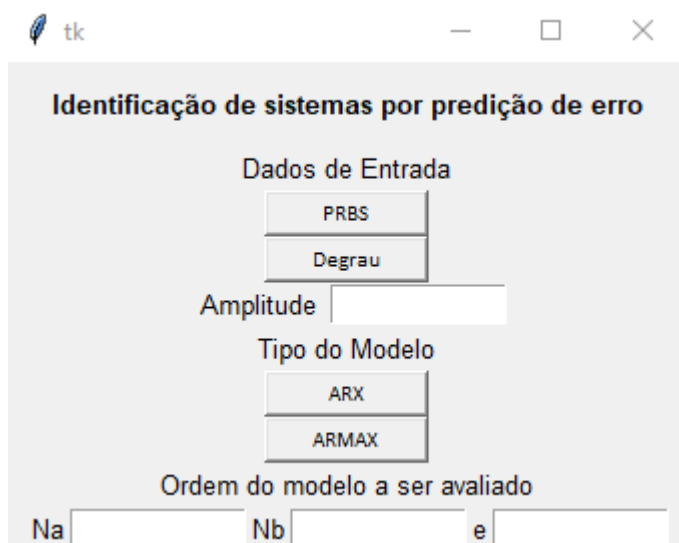 tk
Identificação de sistemas por predição de erro
Dados de Entrada
PRBS
Degrau
Amplitude
Tipo do Modelo
ARX
ARMAX
Ordem do modelo a ser avaliado
Na Nb e